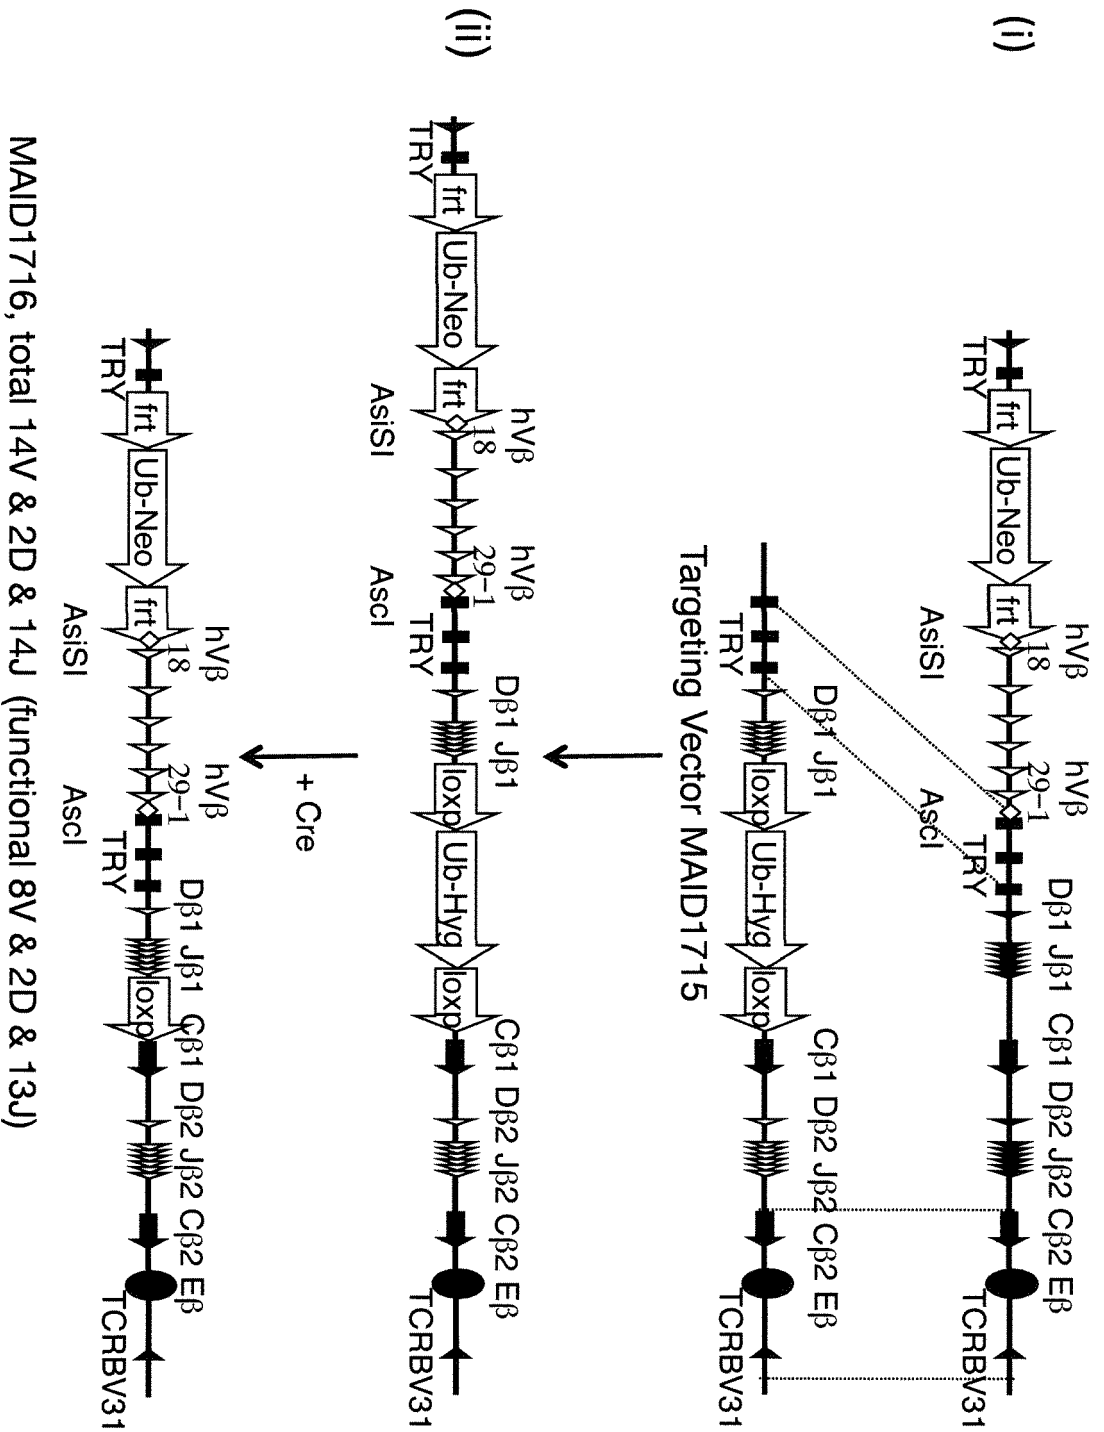 (i)
hVβ hVβ
18 29-1 Dβ1 Jβ1 Cβ1 Dβ2 Jβ2 Cβ2 Eβ
frt Ub-Neo frt
TRY AsiSI AscI TRY TCRBV31
Dβ1 Jβ1 Cβ1 Dβ2 Jβ2 Cβ2 Eβ
loxp Ub-Hyg loxp
TRY TCRBV31
Targeting Vector MAID1715
(ii)
hVβ hVβ
18 29-1 Dβ1 Jβ1 Cβ1 Dβ2 Jβ2 Cβ2 Eβ
frt Ub-Neo frt loxp Ub-Hyg loxp
TRY AsiSI AscI TRY TCRBV31
+ Cre
hVβ hVβ
18 29-1 Dβ1 Jβ1 Cβ1 Dβ2 Jβ2 Cβ2 Eβ
frt Ub-Neo frt loxp
TRY AsiSI AscI TRY TCRBV31
MAID1716, total 14V & 2D & 14J (functional 8V & 2D & 13J)